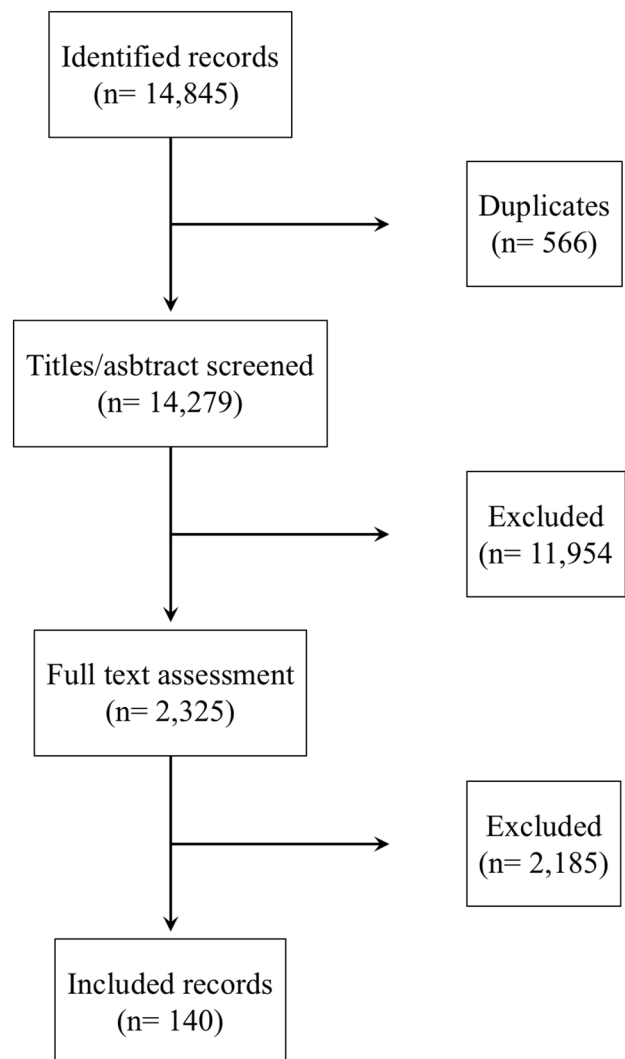 Identified records
(n= 14,845)
Duplicates
(n= 566)
Titles/asbtract screened
(n= 14,279)
Excluded
(n= 11,954
Full text assessment
(n= 2,325)
Excluded
(n= 2,185)
Included records
(n= 140)